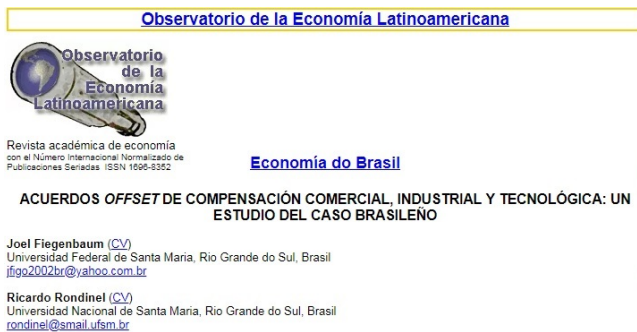 Observatorio de la Economía Latinoamericana
Observatorio
de la
Economía
Latinoamericana
Revista académica de economía
con el Número Internacional Normalizado de
Publicaciones Seriadas ISSN 1696-8352
Economía do Brasil
ACUERDOS OFFSET DE COMPENSACIÓN COMERCIAL, INDUSTRIAL Y TECNOLÓGICA: UN
ESTUDIO DEL CASO BRASILEÑO
Joel Fiegenbaum (CV)
Universidad Federal de Santa Maria, Rio Grande do Sul, Brasil
jfigo2002br@yahoo.com.br
Ricardo Rondinel (CV)
Universidad Nacional de Santa Maria, Rio Grande do Sul, Brasil
rondinel@smail.ufsm.br